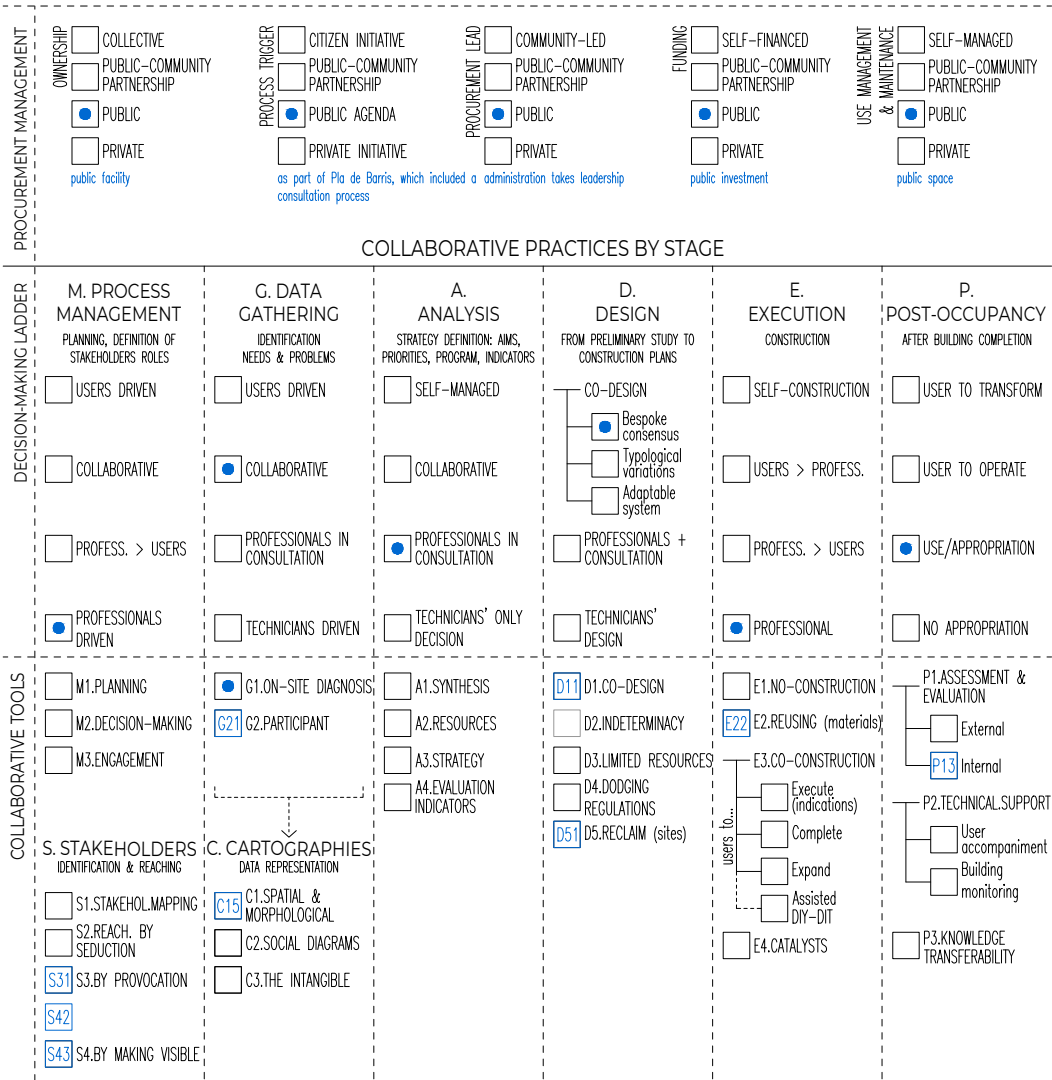 PROCUREMENT MANAGEMENT
OWNERSHIP
COLLECTIVE
PUBLIC-COMMUNITY
PARTNERSHIP
PUBLIC
PRIVATE
public facility
PROCESS TRIGGER
CITIZEN INITIATIVE
PUBLIC-COMMUNITY
PARTNERSHIP
PUBLIC AGENDA
PRIVATE INITIATIVE
as part of Pla de Barris, which included a
consultation process
PROCUREMENT LEAD
COMMUNITY-LED
PUBLIC-COMMUNITY
PARTNERSHIP
PUBLIC
PRIVATE
administration takes leadership
FUNDING
SELF-FINANCED
PUBLIC-COMMUNITY
PARTNERSHIP
PUBLIC
PRIVATE
public investment
USE MANAGEMENT
& MAINTENANCE
SELF-MANAGED
PUBLIC-COMMUNITY
PARTNERSHIP
PUBLIC
PRIVATE
public space
COLLABORATIVE PRACTICES BY STAGE
DECISION-MAKING LADDER
M. PROCESS
MANAGEMENT
PLANNING, DEFINITION OF
STAKEHOLDERS ROLES
USERS DRIVEN
COLLABORATIVE
PROFESS. > USERS
PROFESSIONALS
DRIVEN
G. DATA
GATHERING
IDENTIFICATION
NEEDS & PROBLEMS
USERS DRIVEN
COLLABORATIVE
PROFESSIONALS IN
CONSULTATION
TECHNICIANS DRIVEN
A.
ANALYSIS
STRATEGY DEFINITION: AIMS,
PRIORITIES, PROGRAM, INDICATORS
SELF-MANAGED
COLLABORATIVE
PROFESSIONALS IN
CONSULTATION
TECHNICIANS' ONLY
DECISION
D.
DESIGN
FROM PRELIMINARY STUDY TO
CONSTRUCTION PLANS
CO-DESIGN
Bespoke
consensus
Typological
variations
Adaptable
system
PROFESSIONALS +
CONSULTATION
TECHNICIANS'
DESIGN
E.
EXECUTION
CONSTRUCTION
SELF-CONSTRUCTION
USERS > PROFESS.
PROFESS. > USERS
PROFESSIONAL
P.
POST-OCCUPANCY
AFTER BUILDING COMPLETION
USER TO TRANSFORM
USER TO OPERATE
USE/APPROPRIATION
NO APPROPRIATION
COLLABORATIVE TOOLS
M1.PLANNING
M2.DECISION-MAKING
M3.ENGAGEMENT
S. STAKEHOLDERS
IDENTIFICATION & REACHING
S1.STAKEHOL.MAPPING
S2.REACH. BY
SEDUCTION
S31 S3.BY PROVOCATION
S42
S43 S4.BY MAKING VISIBLE
G1.ON-SITE DIAGNOSIS
G21 G2.PARTICIPANT
C. CARTOGRAPHIES
DATA REPRESENTATION
C15 C1.SPATIAL &
MORPHOLOGICAL
C2.SOCIAL DIAGRAMS
C3.THE INTANGIBLE
A1.SYNTHESIS
A2.RESOURCES
A3.STRATEGY
A4.EVALUATION
INDICATORS
D11 D1.CO-DESIGN
D2.INDETERMINACY
D3.LIMITED RESOURCES
D4.DODGING
REGULATIONS
D51 D5.RECLAIM (sites)
E1.NO-CONSTRUCTION
E22 E2.REUSING (materials)
E3.CO-CONSTRUCTION
users to...
Execute
(indications)
Complete
Expand
Assisted
DIY-DIT
E4.CATALYSTS
P1.ASSESSMENT &
EVALUATION
External
P13 Internal
P2.TECHNICAL.SUPPORT
User
accompaniment
Building
monitoring
P3.KNOWLEDGE
TRANSFERABILITY